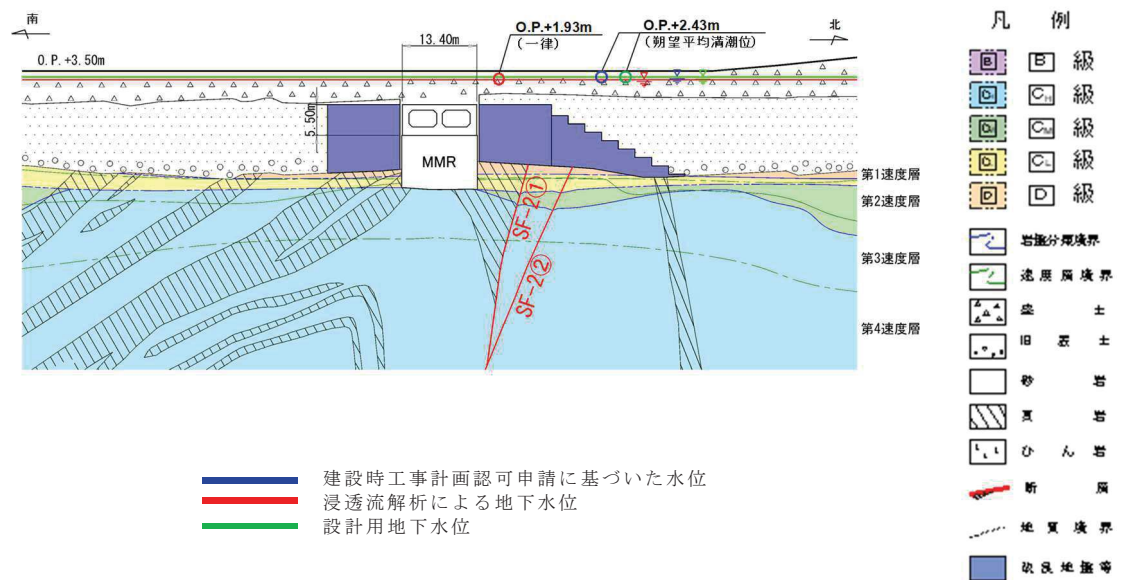 南
北
O.P.+1.93m
(一律)
O.P.+2.43m
(朔望平均満潮位)
13.40m
O.P.+3.50m
5.50m
MMR
SF-2①
SF-2②
第1速度層
第2速度層
第3速度層
第4速度層
建設時工事計画認可申請に基づいた水位
浸透流解析による地下水位
設計用地下水位
凡 例
B B 級
CH 級
CM 級
CL 級
D D 級
岩盤分類境界
速度層境界
盛 土
旧 表 土
砂 岩
頁 岩
ひ ん 岩
断 層
地 質 境 界
改良地盤等